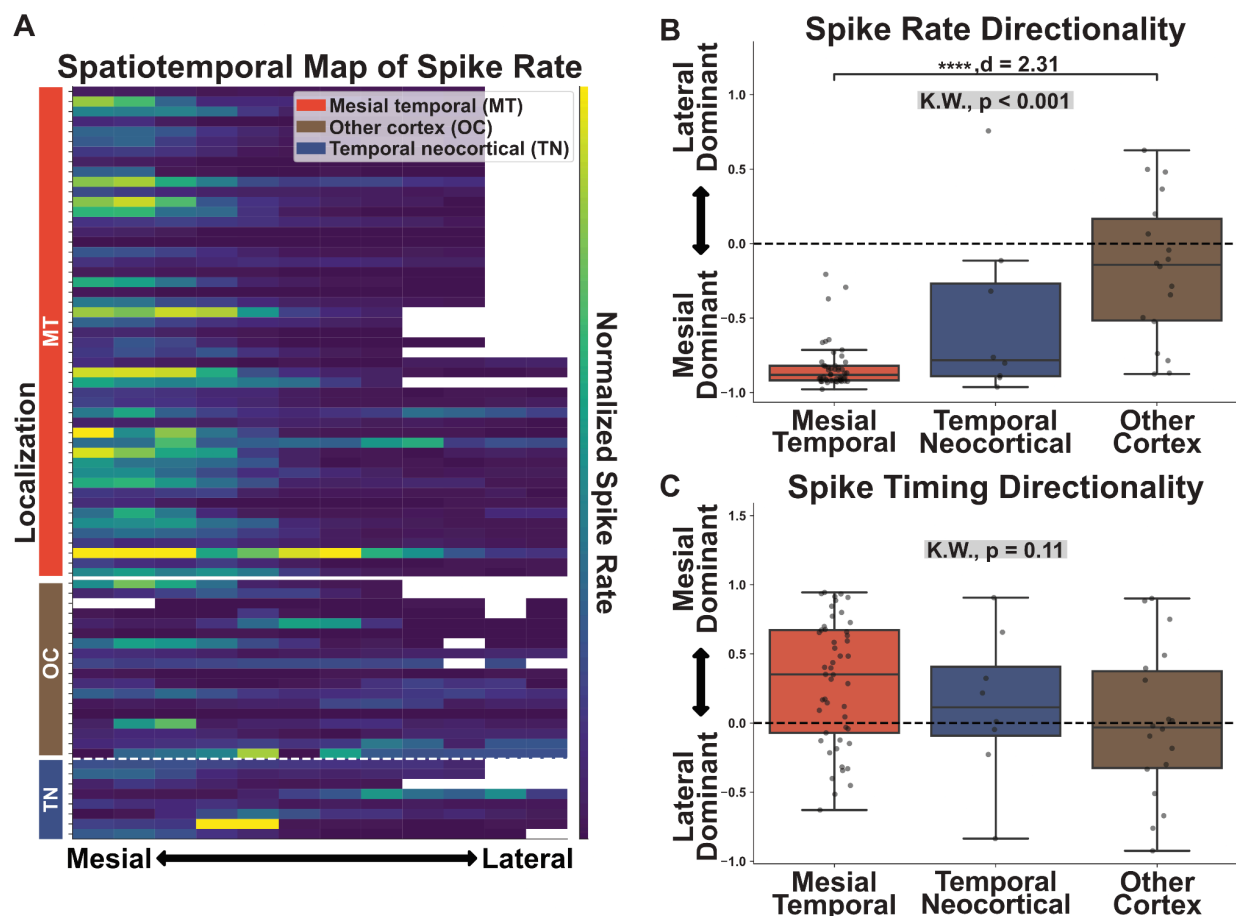 A
Spatiotemporal Map of Spike Rate
Mesial temporal (MT)
Other cortex (OC)
Temporal neocortical (TN)
Localization
MT
OC
TN
Normalized Spike Rate
Mesial
Lateral
B
Spike Rate Directionality
****,d = 2.31
K.W., p < 0.001
Lateral
Dominant
Mesial
Dominant
1.0
0.5
0.0
−0.5
−1.0
Mesial
Temporal
Temporal
Neocortical
Other
Cortex
C
Spike Timing Directionality
K.W., p = 0.11
Mesial
Dominant
Lateral
Dominant
1.5
1.0
0.5
0.0
−0.5
−1.0
Mesial
Temporal
Temporal
Neocortical
Other
Cortex